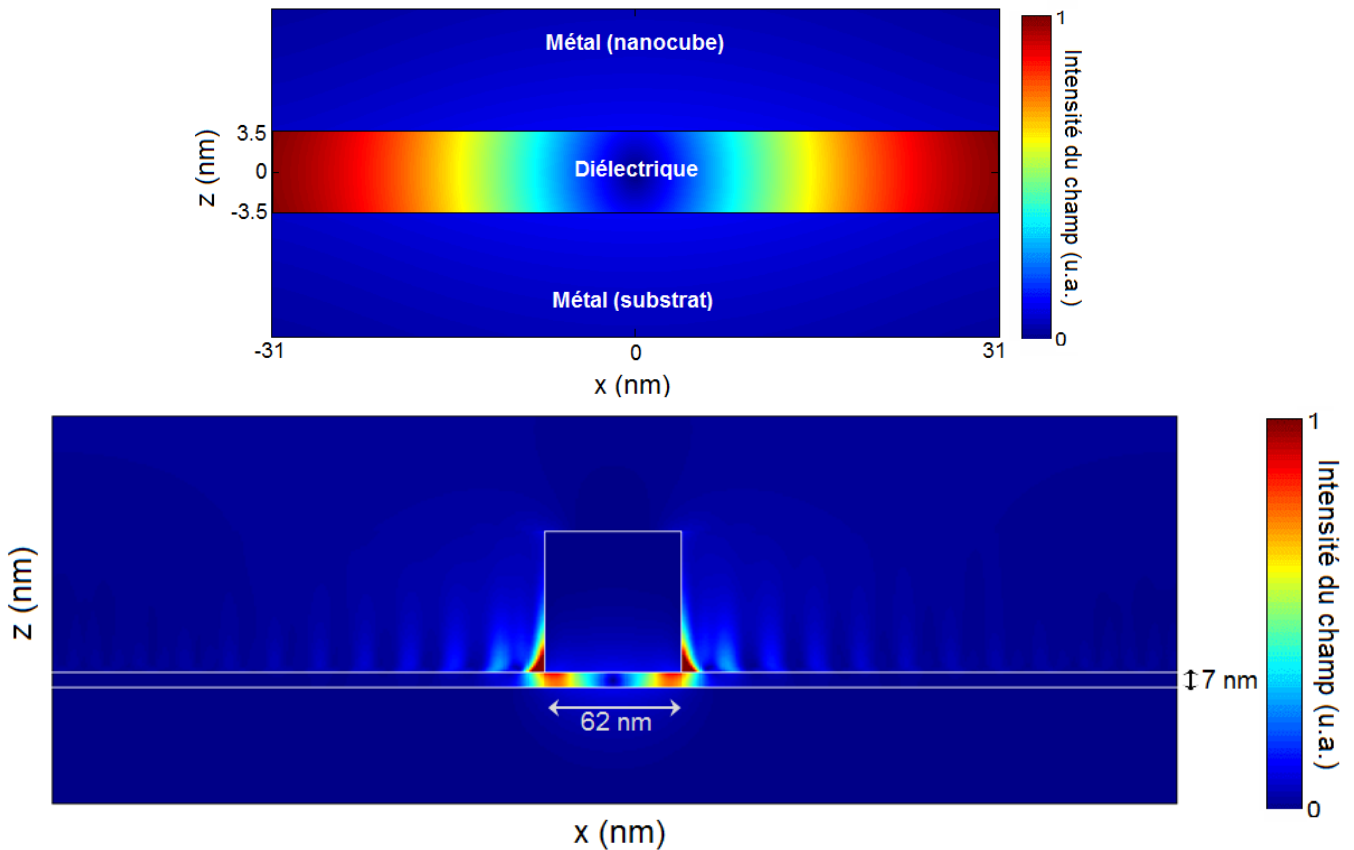 Métal (nanocube)
1
Intensité du champ (u.a.)
3.5
0
-3.5
z (nm)
Diélectrique
Métal (substrat)
0
-31
0
31
x (nm)
1
Intensité du champ (u.a.)
z (nm)
7 nm
62 nm
0
x (nm)